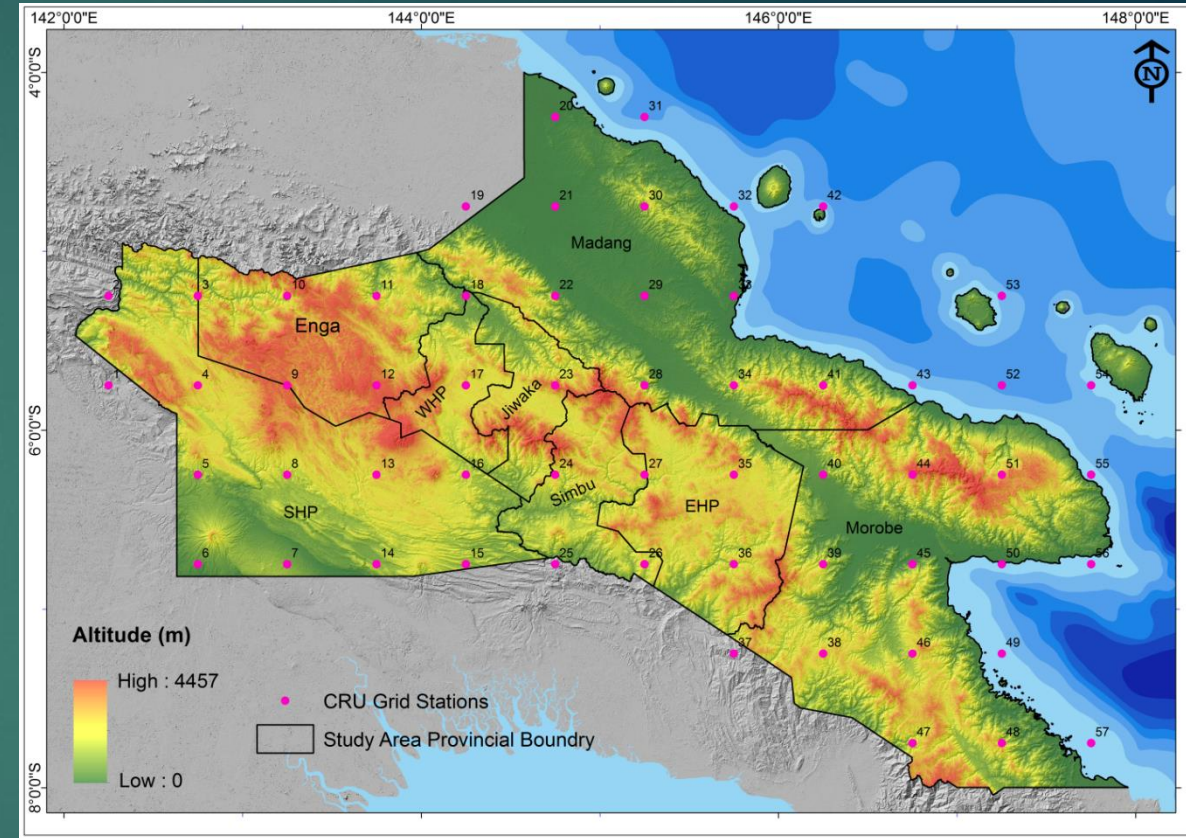 142°0'0"E 144°0'0"E 146°0'0"E 148°0'0"E
4°0'0"S
N
20 31
19 21 30 32 42
Madang
2 3 10 11 18 22 29 33 53
Enga
1 4 9 12 17 23 28 34 41 43 52 54
WHP Jiwaka
6°0'0"S
5 8 13 16 24 27 35 40 44 51 55
Simbu
SHP EHP
Morobe
6 7 14 15 25 26 36 39 45 50 56
Altitude (m)
37 38 46 49
High : 4457
CRU Grid Stations
Study Area Provincial Boundry
47 48 57
Low : 0
8°0'0"S